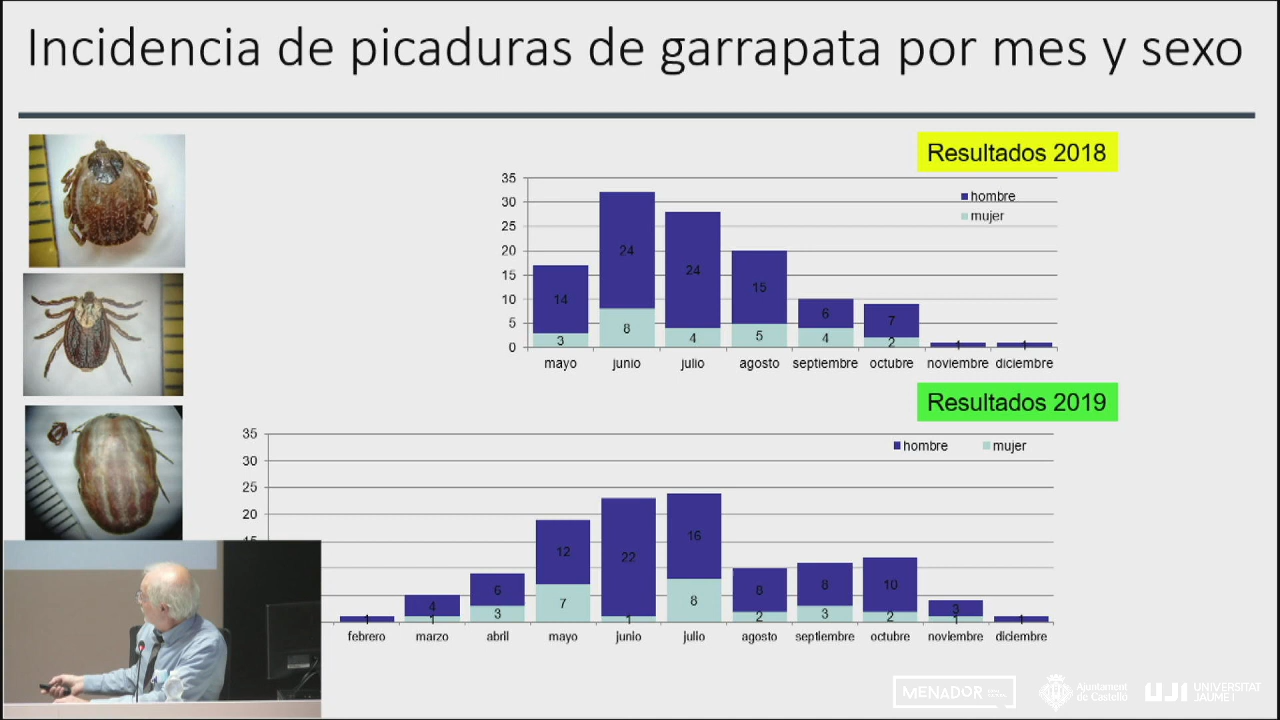 Incidencia de picaduras de garrapata por mes y sexo
Resultados 2018
35
30
25
20
15
10
5
0
hombre
mujer
14 24 24 15 6 7 1 1
3 8 4 5 4 2
mayo junio julio agosto septiembre octubre noviembre diciembre
Resultados 2019
35
30
25
20
hombre mujer
1 4 6 12 22 16 8 8 10 3 1
1 3 7 1 8 2 3 2 1
febrero marzo abril mayo junio julio agosto septiembre octubre noviembre diciembre
MENADOR
Ajuntament
de Castelló
UJI UNIVERSITAT
JAUME I